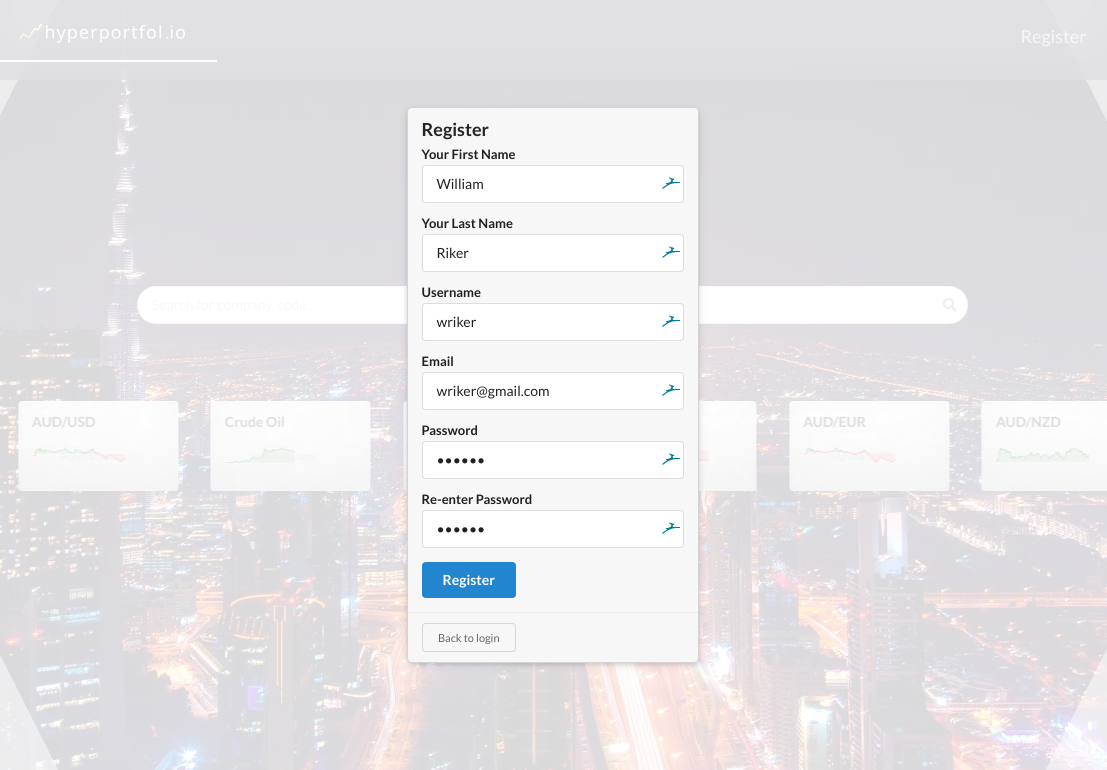 hyperportfol.io
Register
Register
Your First Name
William
Your Last Name
Riker
Username
wriker
Search for company, code...
Email
wriker@gmail.com
AUD/USD
Crude Oil
AUD/EUR
AUD/NZD
Password
••••••
Re-enter Password
••••••
Register
Back to login